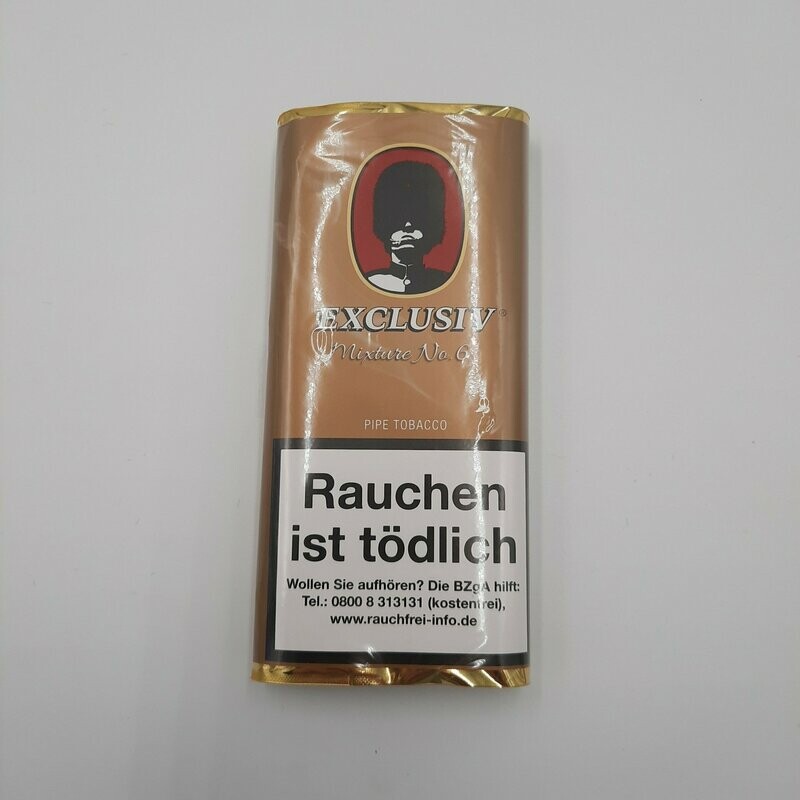 EXCLUSIV®
Mixture No. 6
PIPE TOBACCO
Rauchen
ist tödlich
Wollen Sie aufhören? Die BZgA hilft:
Tel.: 0800 8 313131 (kostenfrei),
www.rauchfrei-info.de